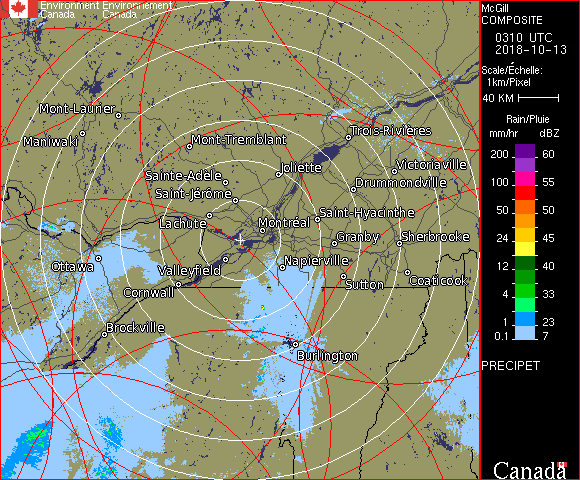 Environment Environnement
Canada Canada
McGill
COMPOSITE
0310 UTC
2018-10-13
Scale/Échelle:
1km/Pixel
40 KM
Rain/Pluie
mm/hr dBZ
200 60
100 55
50 50
24 45
12 40
4 33
1 23
0.1 7
PRECIPET
Canada
Mont-Laurier
Maniwaki
Mont-Tremblant
Trois-Rivières
Victoriaville
Joliette
Sainte-Adèle
Drummondville
Saint-Jérôme
Saint-Hyacinthe
Lachute
Montréal
Granby
Sherbrooke
Ottawa
Valleyfield
Napierville
Cornwall
Sutton
Coaticook
Brockville
Burlington